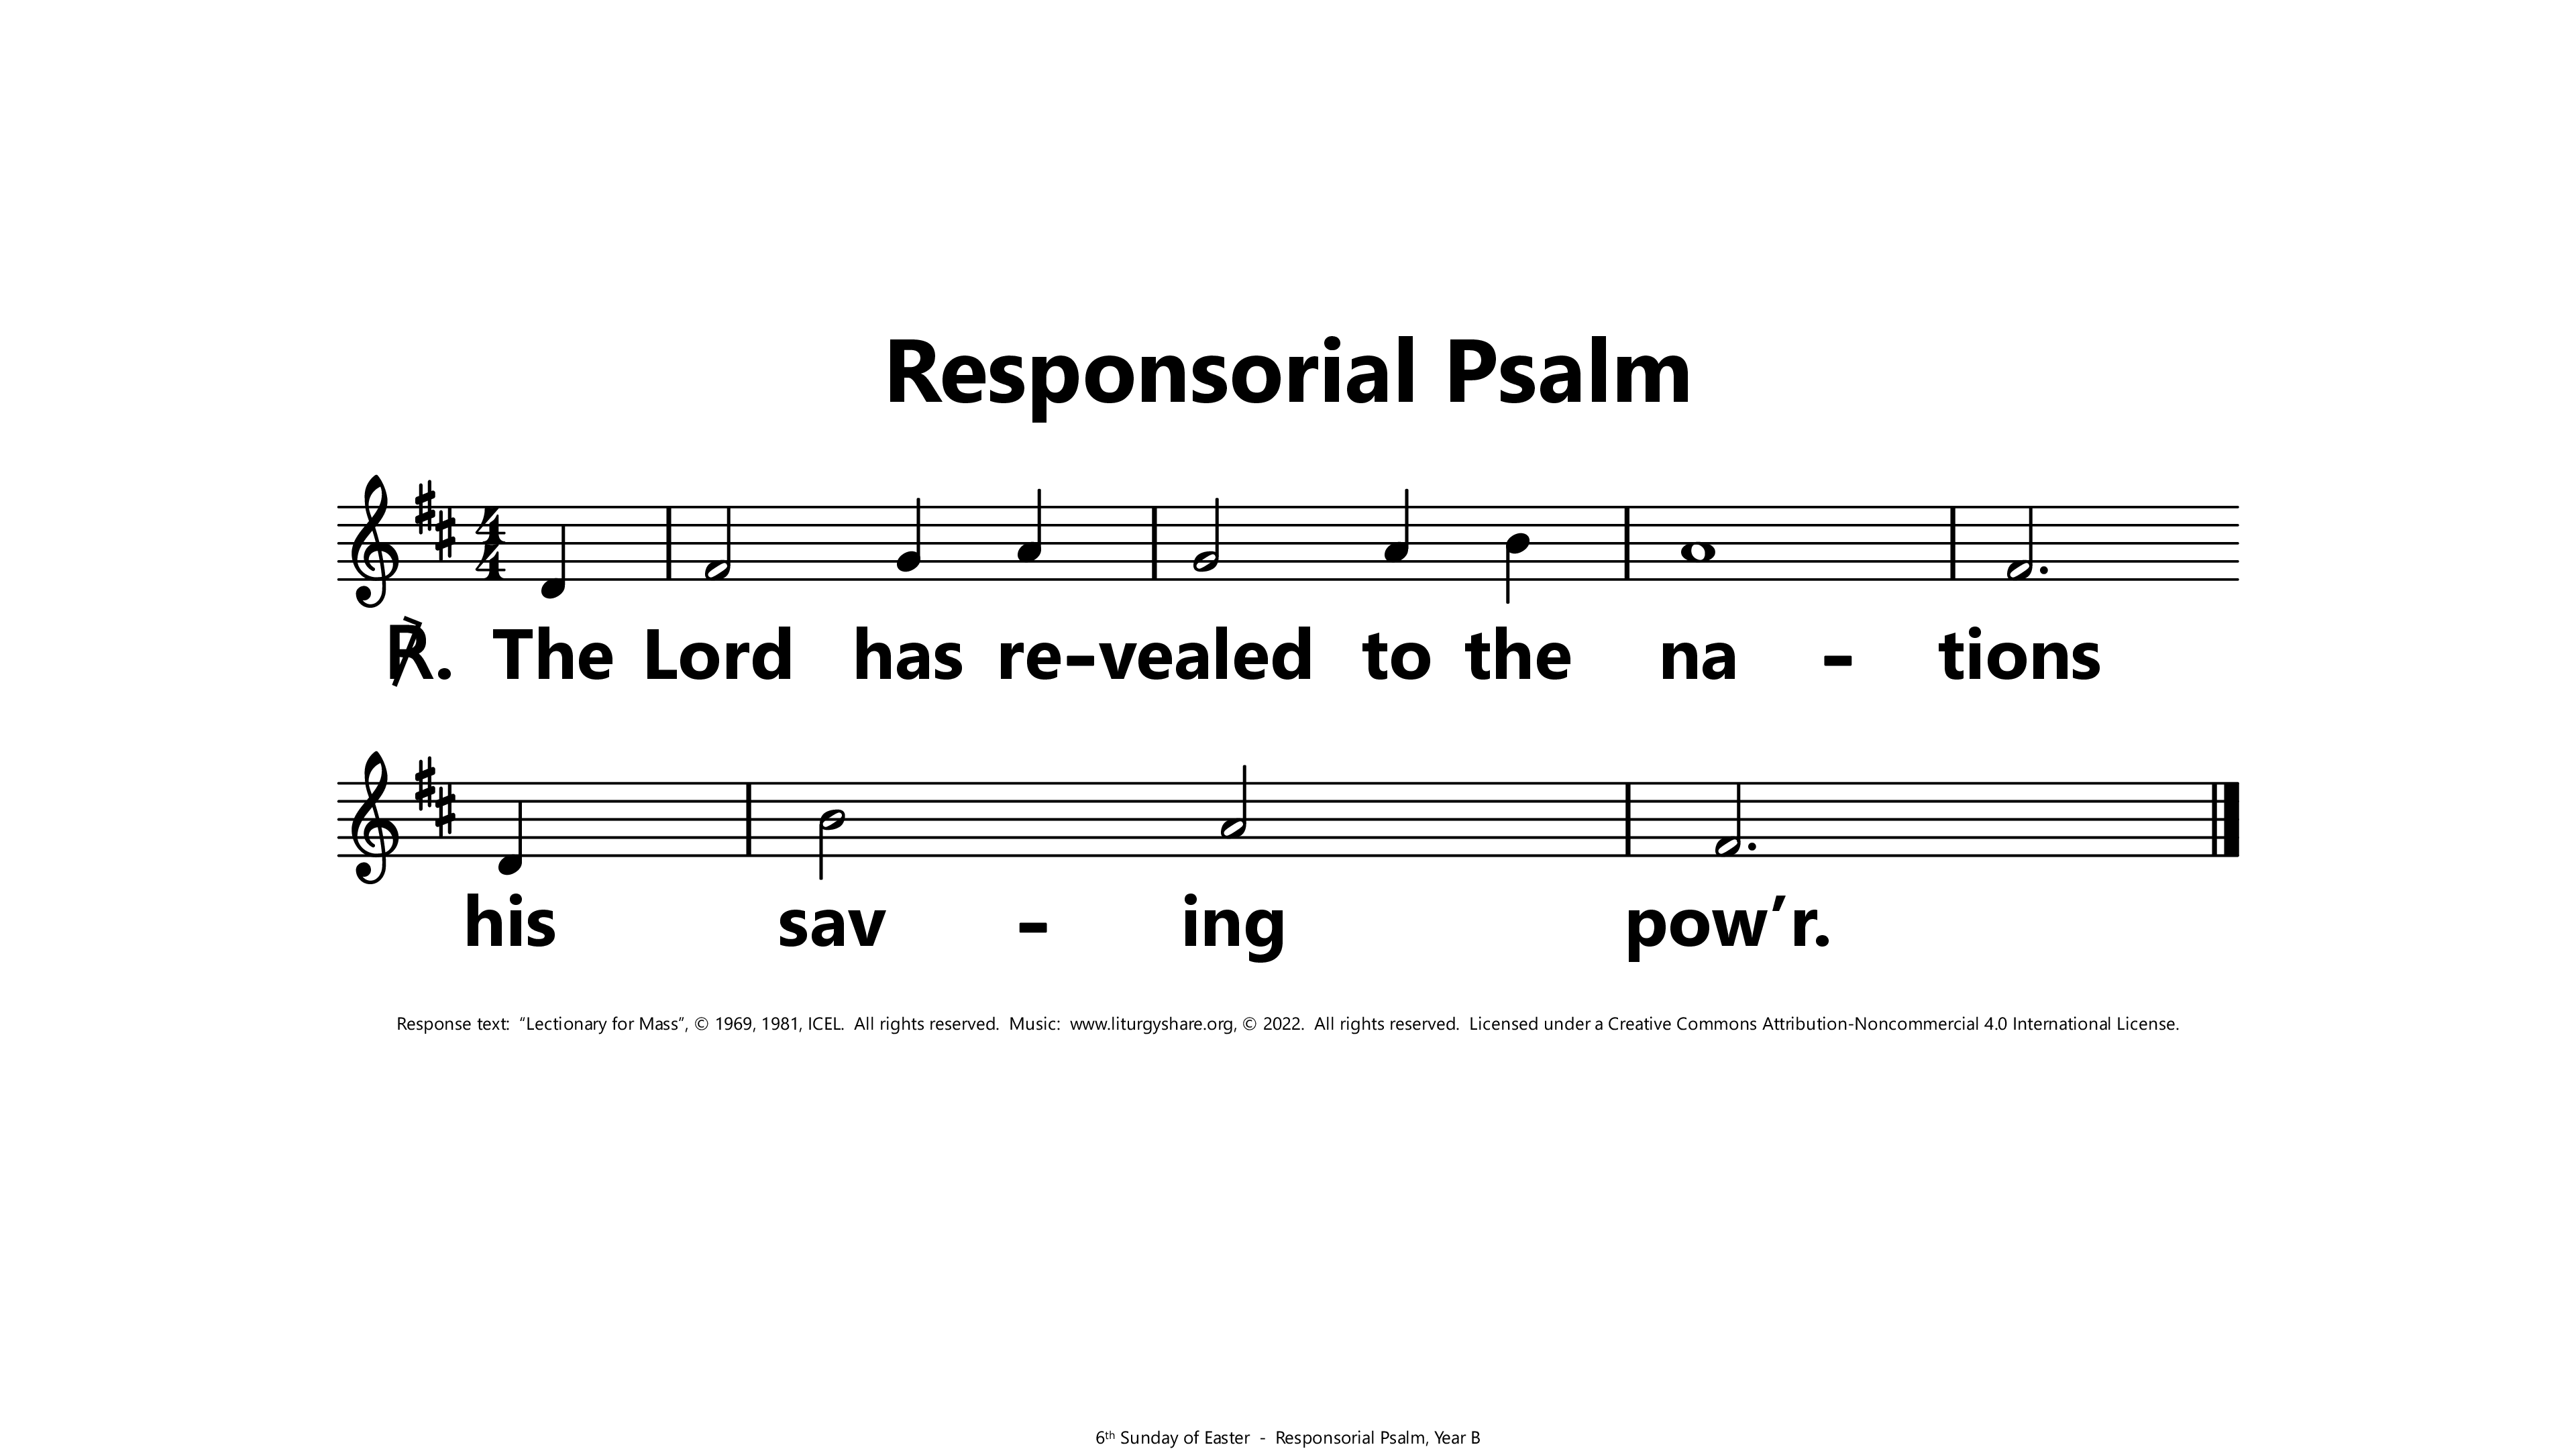 Responsorial Psalm
℟. The Lord has re-vealed to the na - tions
his sav - ing pow’r.
Response text:  “Lectionary for Mass”, © 1969, 1981, ICEL.  All rights reserved.  Music:  www.liturgyshare.org, © 2022.  All rights reserved.  Licensed under a Creative Commons Attribution-Noncommercial 4.0 International License.
6th Sunday of Easter  -  Responsorial Psalm, Year B